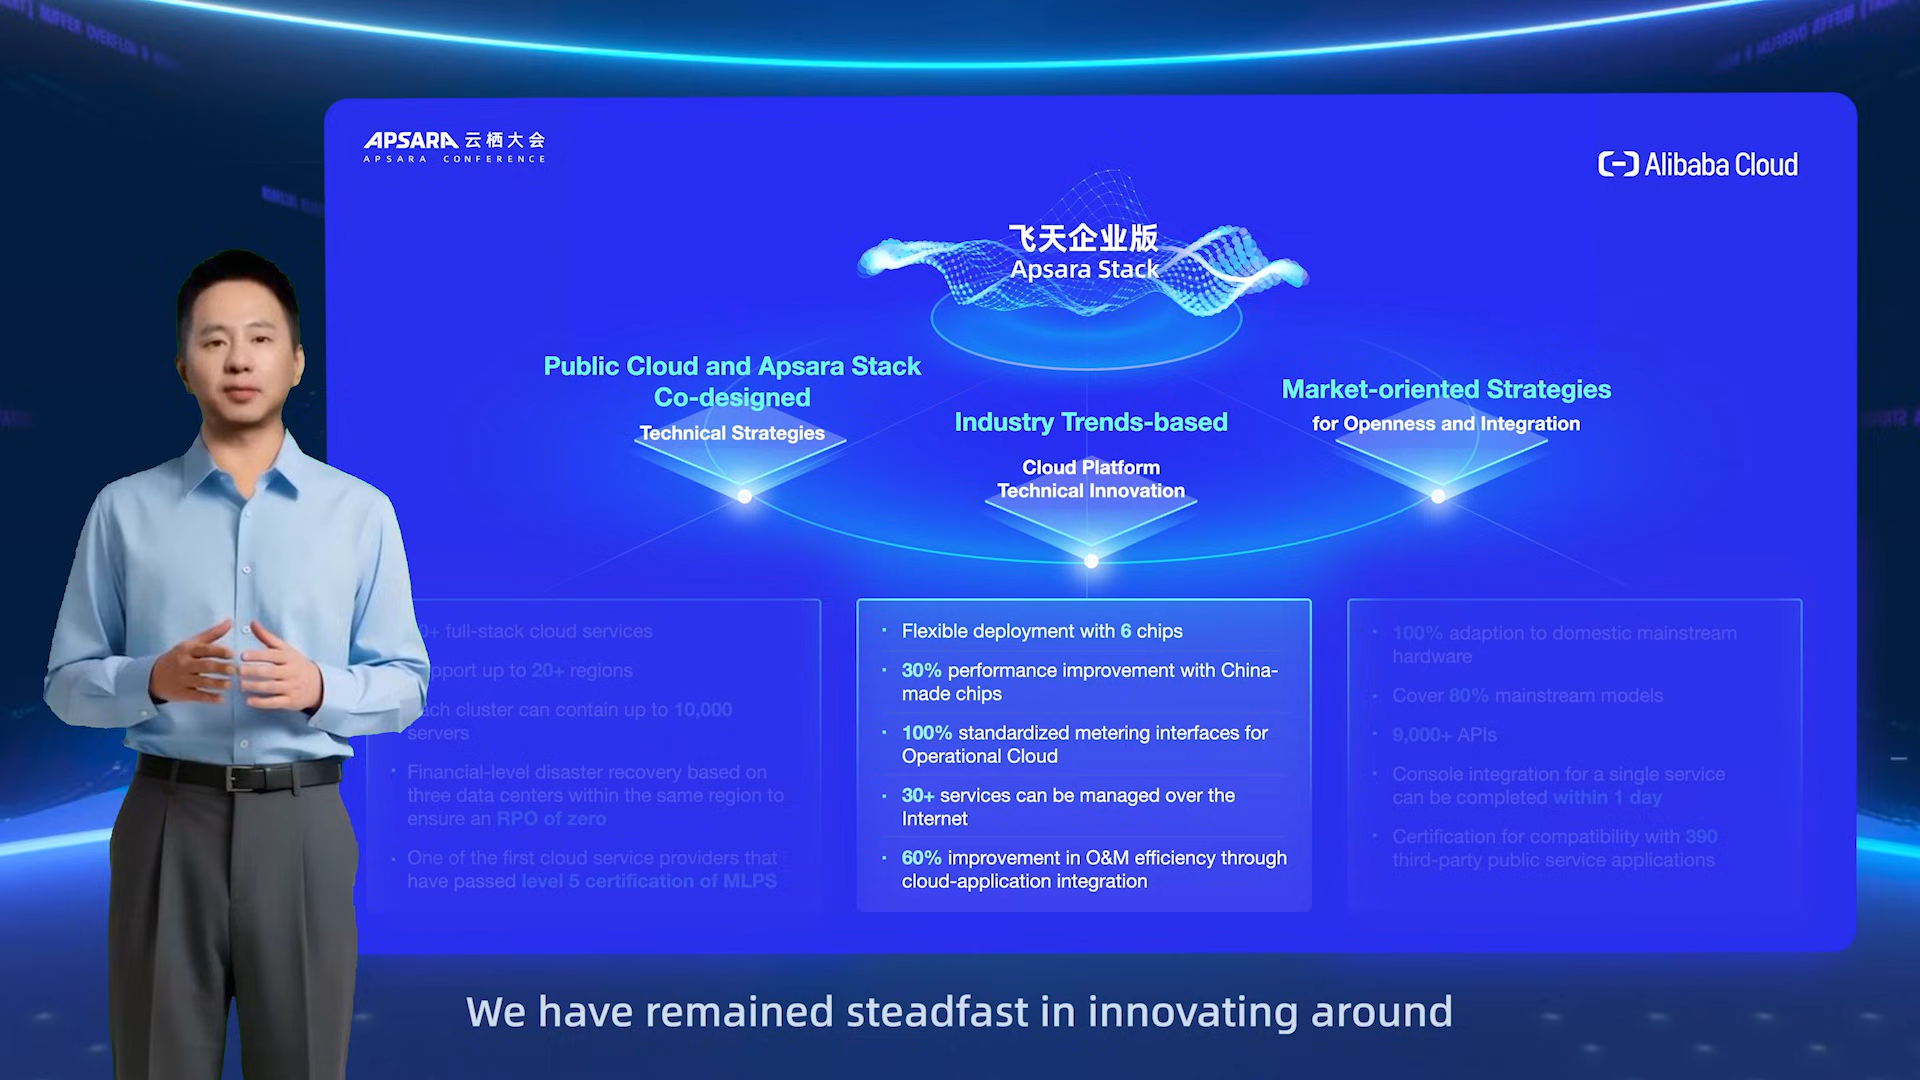 APSARA 云栖大会
APSARA CONFERENCE
Alibaba Cloud
飞天企业版
Apsara Stack
Public Cloud and Apsara Stack
Co-designed
Technical Strategies
Industry Trends-based
Cloud Platform
Technical Innovation
Market-oriented Strategies
for Openness and Integration
full-stack cloud services
up to 20+ regions
cluster can contain up to 10,000
servers
· Financial-level disaster recovery based on
three data centers within the same region to
ensure an RPO of zero
· One of the first cloud service providers that
have passed level 5 certification of MLPS
· Flexible deployment with 6 chips
· 30% performance improvement with China-
made chips
· 100% standardized metering interfaces for
Operational Cloud
· 30+ services can be managed over the
Internet
· 60% improvement in O&M efficiency through
cloud-application integration
· 100% adaption to domestic mainstream
hardware
· Cover 80% mainstream models
· 9,000+ APIs
· Console integration for a single service
can be completed within 1 day
· Certification for compatibility with 390
third-party public service applications
We have remained steadfast in innovating around